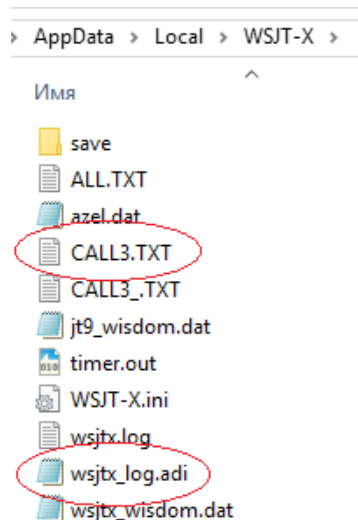 AppData > Local > WSJT-X >
Имя
save
ALL.TXT
azel.dat
CALL3.TXT
CALL3_.TXT
jt9_wisdom.dat
timer.out
WSJT-X.ini
wsjtx.log
wsjtx_log.adi
wsjtx_wisdom.dat